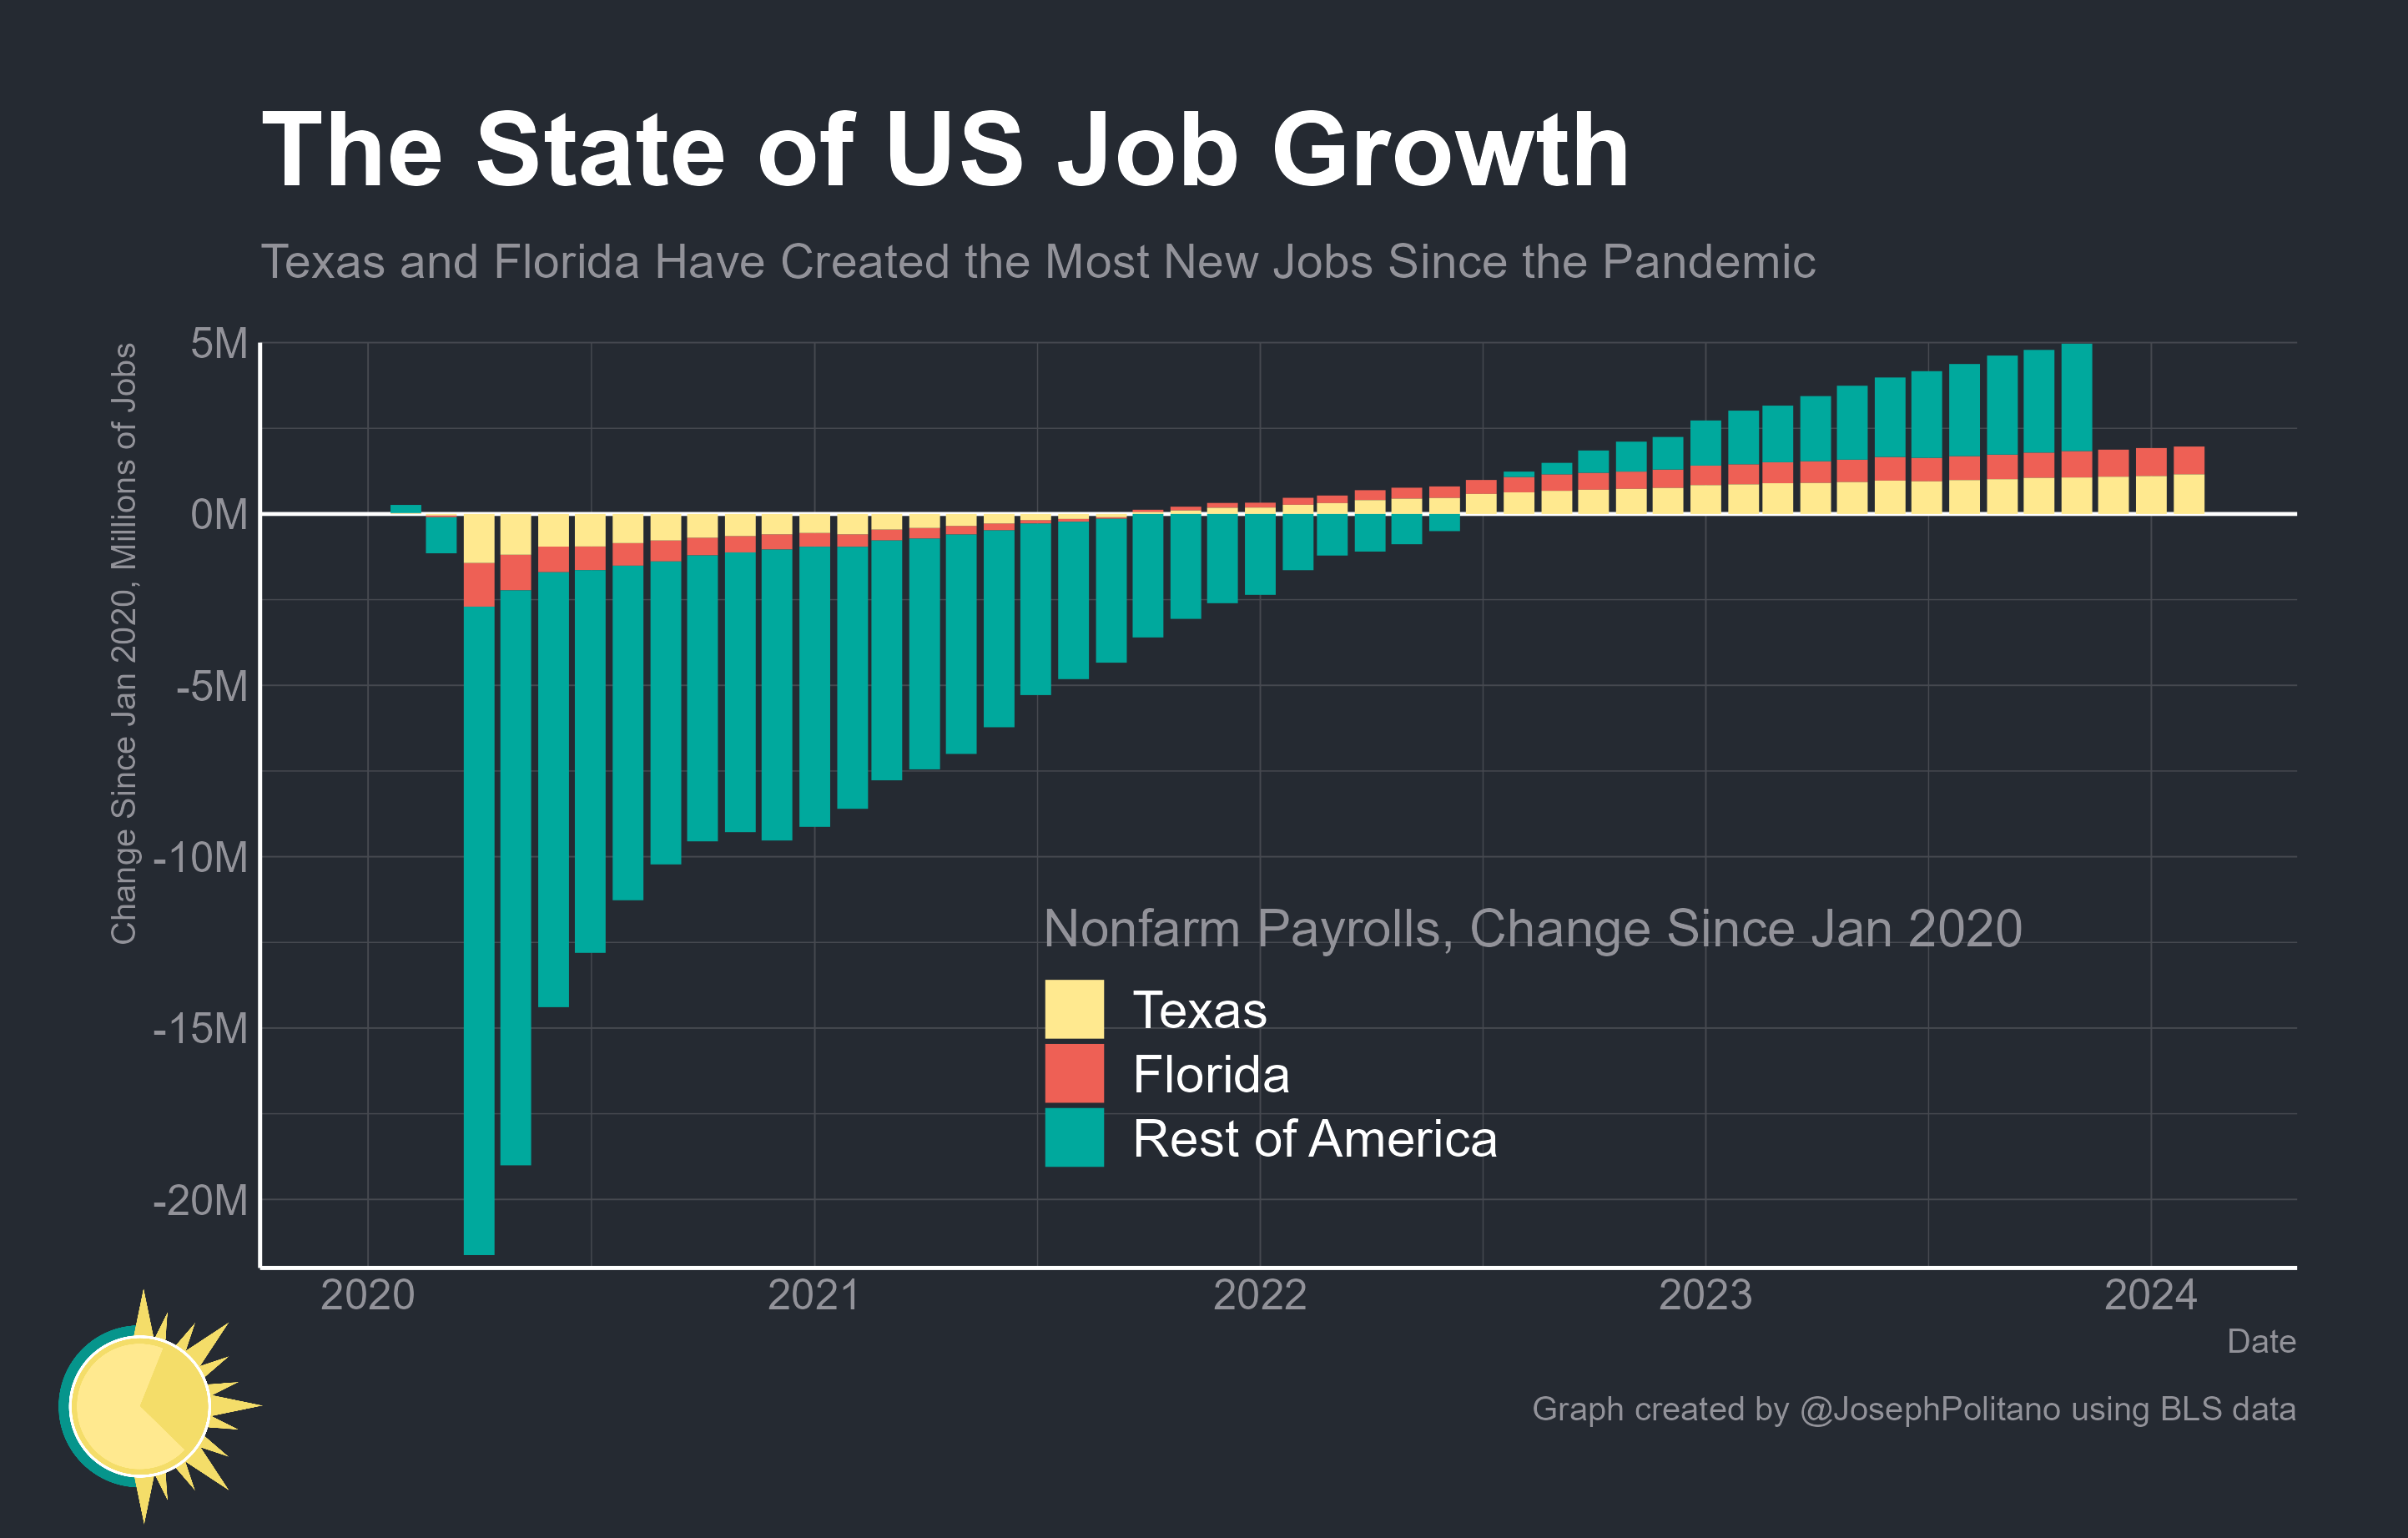 The State of US Job Growth
Texas and Florida Have Created the Most New Jobs Since the Pandemic
Change Since Jan 2020, Millions of Jobs
5M
0M
-5M
-10M
-15M
-20M
Nonfarm Payrolls, Change Since Jan 2020
Texas
Florida
Rest of America
2020 2021 2022 2023 2024
Date
Graph created by @JosephPolitano using BLS data